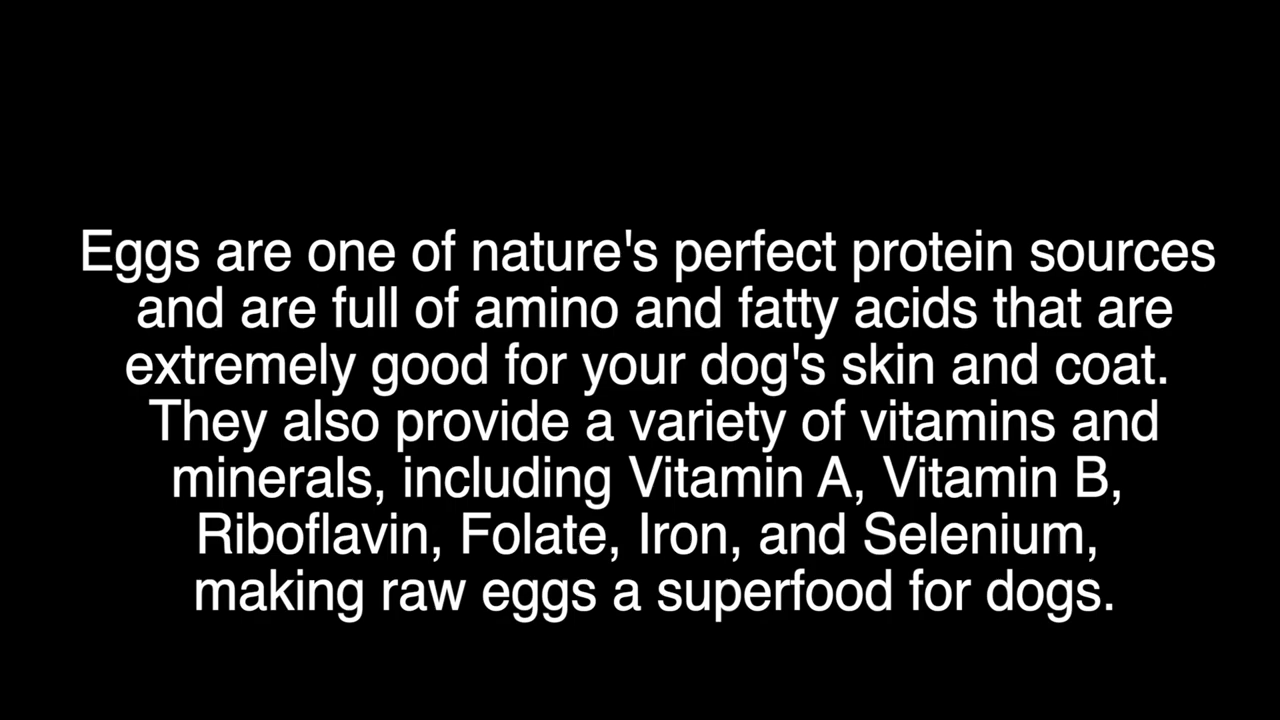 Eggs are one of nature's perfect protein sources
and are full of amino and fatty acids that are
extremely good for your dog's skin and coat.
They also provide a variety of vitamins and
minerals, including Vitamin A, Vitamin B,
Riboflavin, Folate, Iron, and Selenium,
making raw eggs a superfood for dogs.